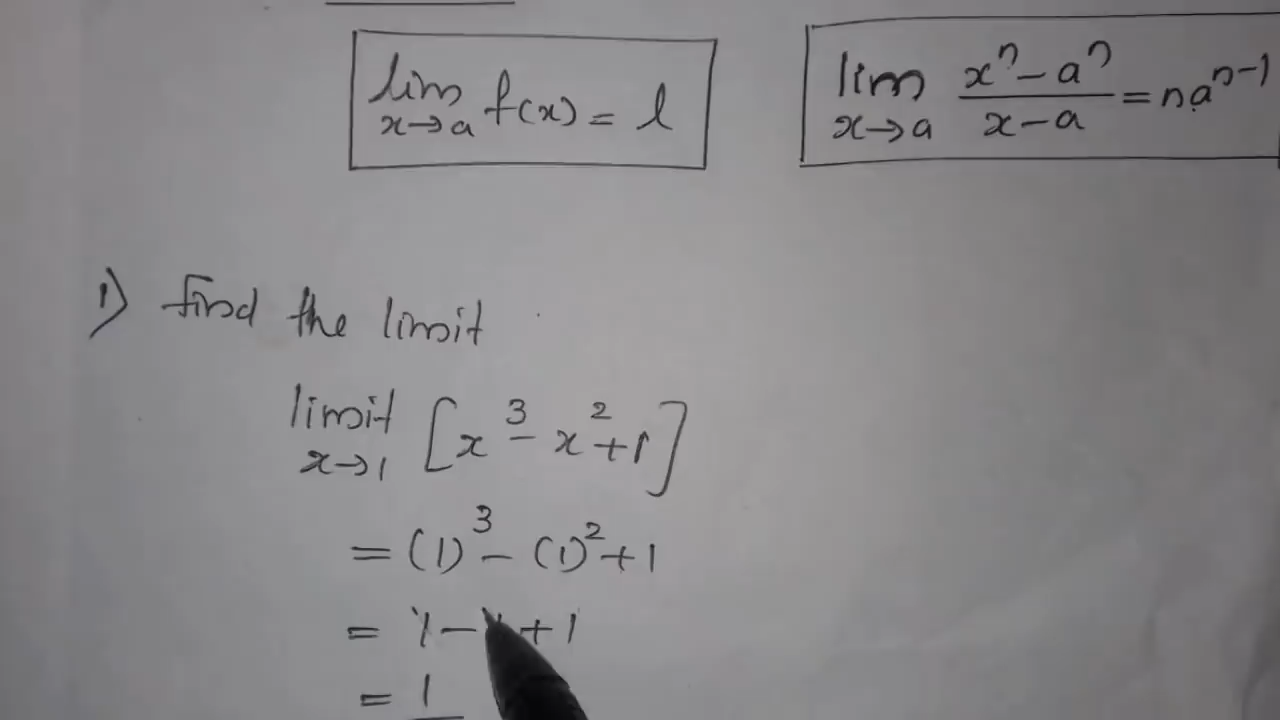 lim x→a f(x) = l
lim x→a (xⁿ − aⁿ)/(x − a) = naⁿ⁻¹
1) find the limit
limit x→1 [x³ − x² + 1]
= (1)³ − (1)² + 1
= 1 − + 1
= 1